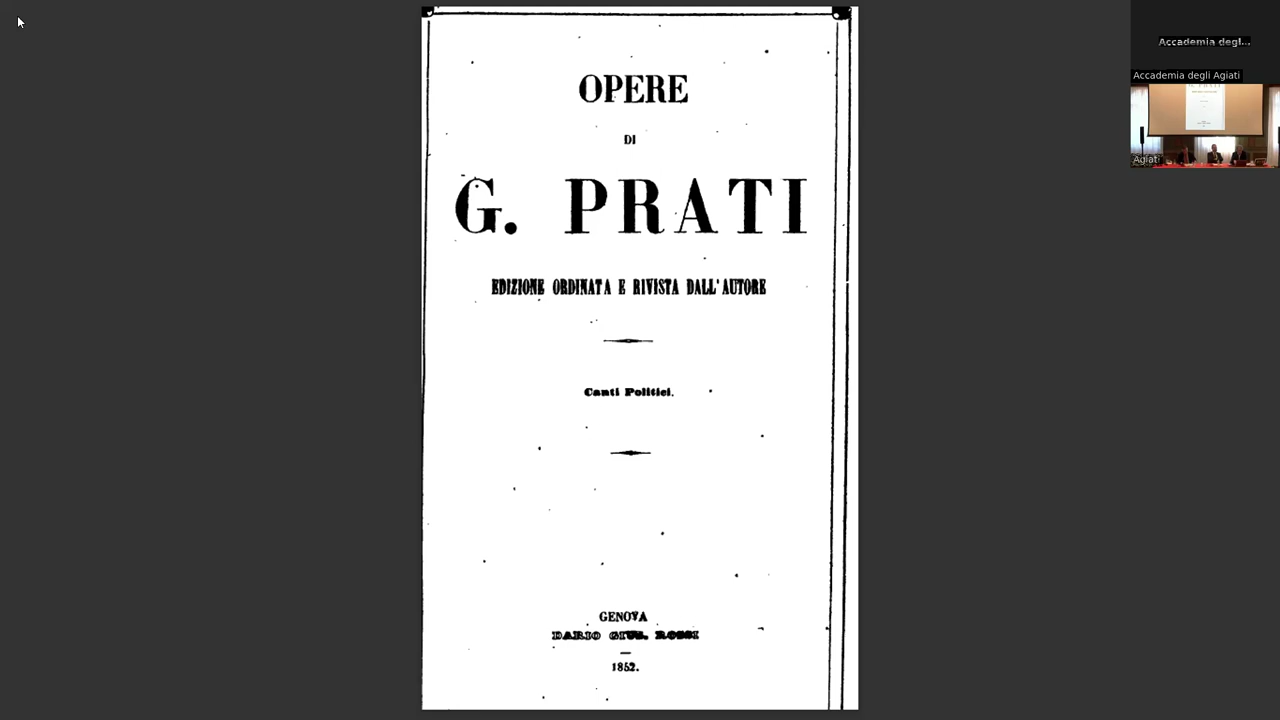 OPERE
DI
G. PRATI
EDIZIONE ORDINATA E RIVISTA DALL'AUTORE
Canti Politici.
GENOVA
DARIO GIUS. ROSSI
1852.
Accademia degl...
Accademia degli Agiati
Agiati